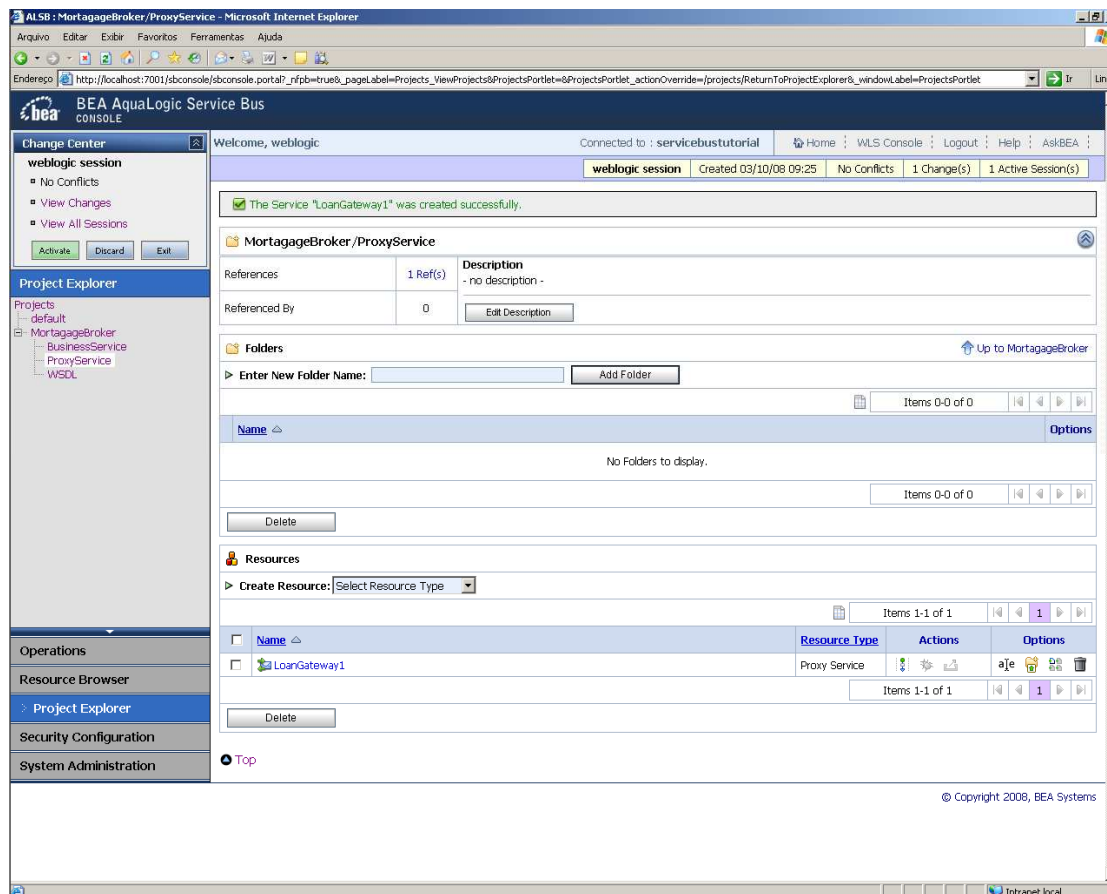 ALSB : MortagageBroker/ProxyService - Microsoft Internet Explorer
Arquivo Editar Exibir Favoritos Ferramentas Ajuda
Endereço http://localhost:7001/sbconsole/sbconsole.portal?_nfpb=true&_pageLabel=Projects_ViewProjects&ProjectsPortlet=&ProjectsPortlet_actionOverride=/projects/ReturnToProjectExplorer&_windowLabel=ProjectsPortlet Ir Lin
bea BEA AquaLogic Service Bus
CONSOLE
Change Center
weblogic session
No Conflicts
View Changes
View All Sessions
Activate Discard Exit
Project Explorer
Projects
default
MortagageBroker
BusinessService
ProxyService
WSDL
Operations
Resource Browser
Project Explorer
Security Configuration
System Administration
Welcome, weblogic Connected to : servicebustutorial Home WLS Console Logout Help AskBEA
weblogic session Created 03/10/08 09:25 No Conflicts 1 Change(s) 1 Active Session(s)
The Service "LoanGateway1" was created successfully.
MortagageBroker/ProxyService
References 1 Ref(s) Description
- no description -
Referenced By 0 Edit Description
Folders Up to MortagageBroker
Enter New Folder Name: Add Folder
Items 0-0 of 0
Name Options
No Folders to display.
Items 0-0 of 0
Delete
Resources
Create Resource: Select Resource Type
Items 1-1 of 1 1
Name Resource Type Actions Options
LoanGateway1 Proxy Service
Items 1-1 of 1 1
Delete
Top
© Copyright 2008, BEA Systems
Intranet local